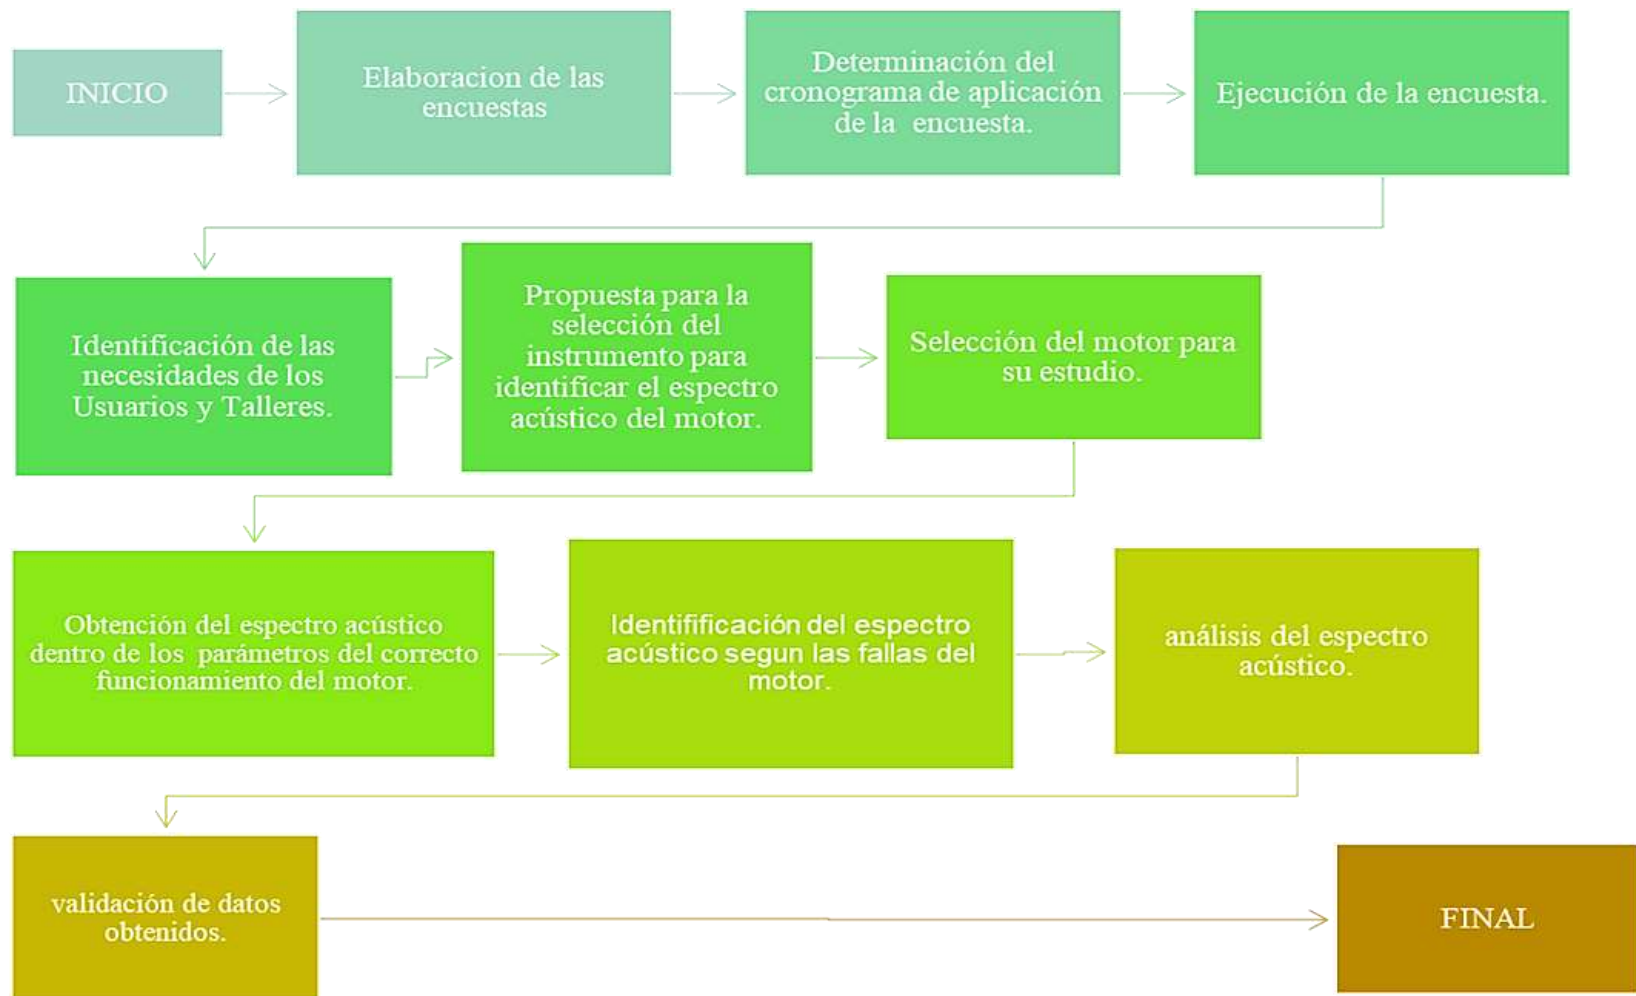 INICIO
Elaboracion de las
encuestas
Determinación del
cronograma de aplicación
de la encuesta.
Ejecución de la encuesta.
Identificación de las
necesidades de los
Usuarios y Talleres.
Propuesta para la
selección del
instrumento para
identificar el espectro
acústico del motor.
Selección del motor para
su estudio.
Obtención del espectro acústico
dentro de los parámetros del correcto
funcionamiento del motor.
Identifificación del espectro
acústico segun las fallas del
motor.
análisis del espectro
acústico.
validación de datos
obtenidos.
FINAL